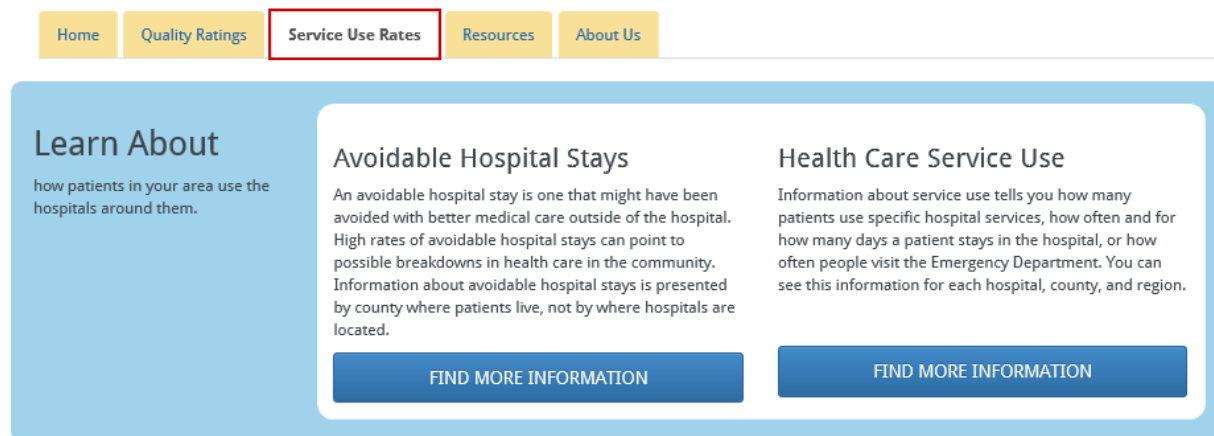 Home
Quality Ratings
Service Use Rates
Resources
About Us
Learn About
how patients in your area use the
hospitals around them.
Avoidable Hospital Stays
An avoidable hospital stay is one that might have been
avoided with better medical care outside of the hospital.
High rates of avoidable hospital stays can point to
possible breakdowns in health care in the community.
Information about avoidable hospital stays is presented
by county where patients live, not by where hospitals are
located.
FIND MORE INFORMATION
Health Care Service Use
Information about service use tells you how many
patients use specific hospital services, how often and for
how many days a patient stays in the hospital, or how
often people visit the Emergency Department. You can
see this information for each hospital, county, and region.
FIND MORE INFORMATION